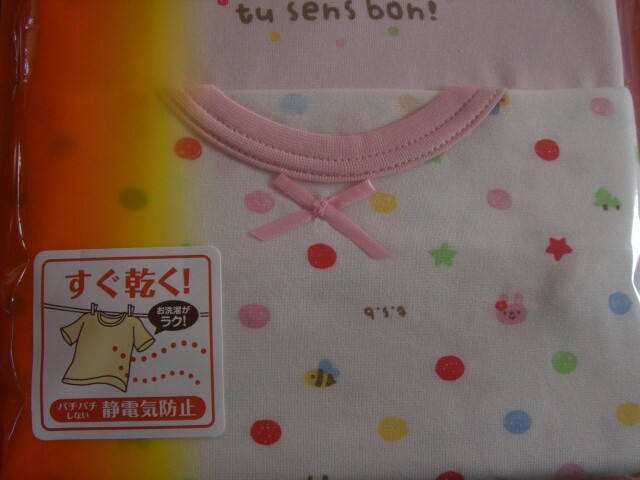 tu sens bon!
すぐ乾く!
お洗濯が
ラク!
パチパチ
しない
静電気防止